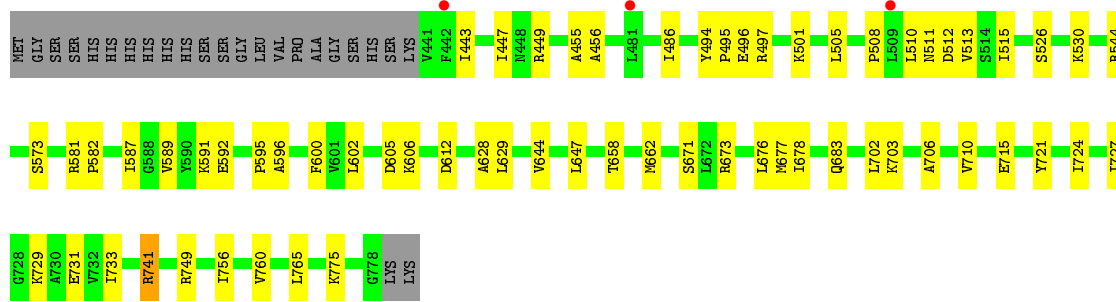 MET GLY SER SER HIS HIS HIS HIS HIS HIS SER SER GLY LEU VAL PRO ALA GLY SER HIS SER LYS V441 F442 I443 I447 N448 R449 A455 A456 L481 I486 Y494 P495 E496 R497 K501 L505 P508 L509 L510 N511 D512 V513 S514 I515 S526 K530
S573 R581 P582 I587 G588 V589 Y590 K591 E592 P595 A596 F600 V601 L602 D605 K606 D612 A628 L629 V644 L647 T658 M662 S671 L672 R673 L676 M677 I678 Q683 L702 K703 A706 V710 E715 Y721 I724
G728 K729 A730 E731 V732 I733 R741 R749 I756 V760 L765 K775 G778 LYS LYS